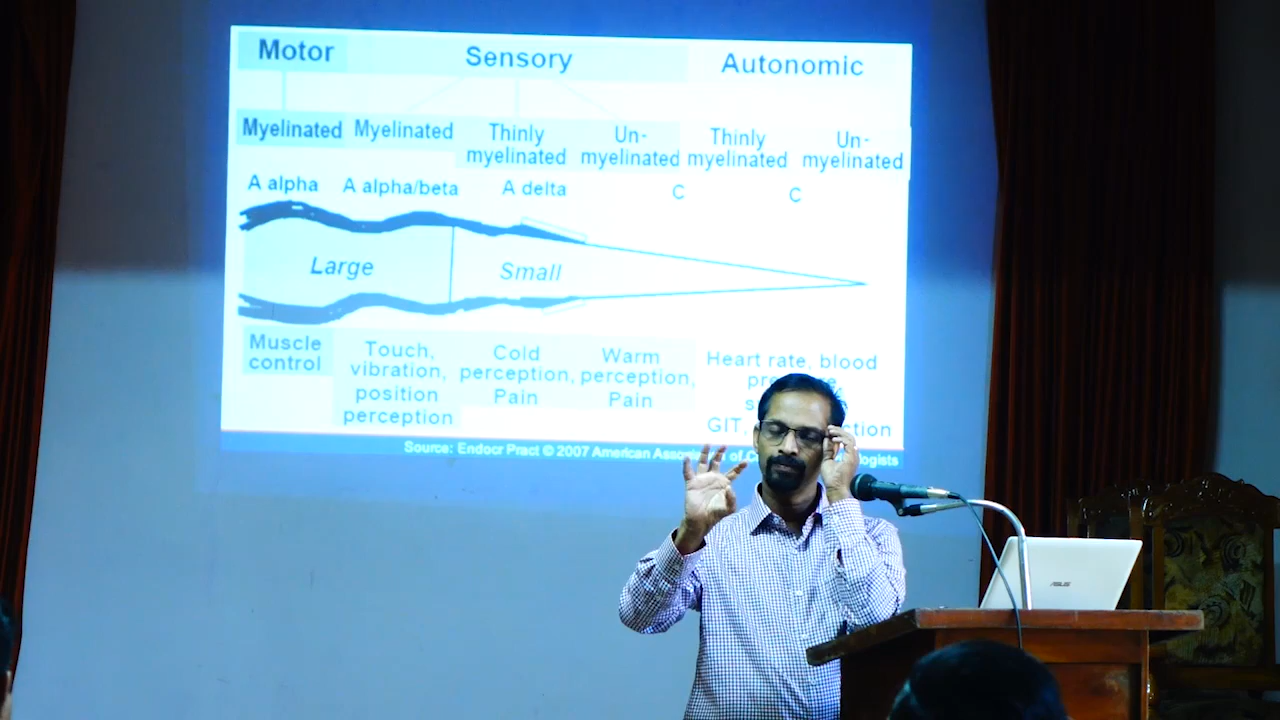 Motor Sensory Autonomic
Myelinated Myelinated Thinly myelinated Un-myelinated Thinly myelinated Un-myelinated
A alpha A alpha/beta A delta C C
Large Small
Muscle control
Touch, vibration, position perception
Cold perception, Pain
Warm perception, Pain
Heart rate, blood
GIT,
Source: Endocr Pract © 2007 American of
ASUS